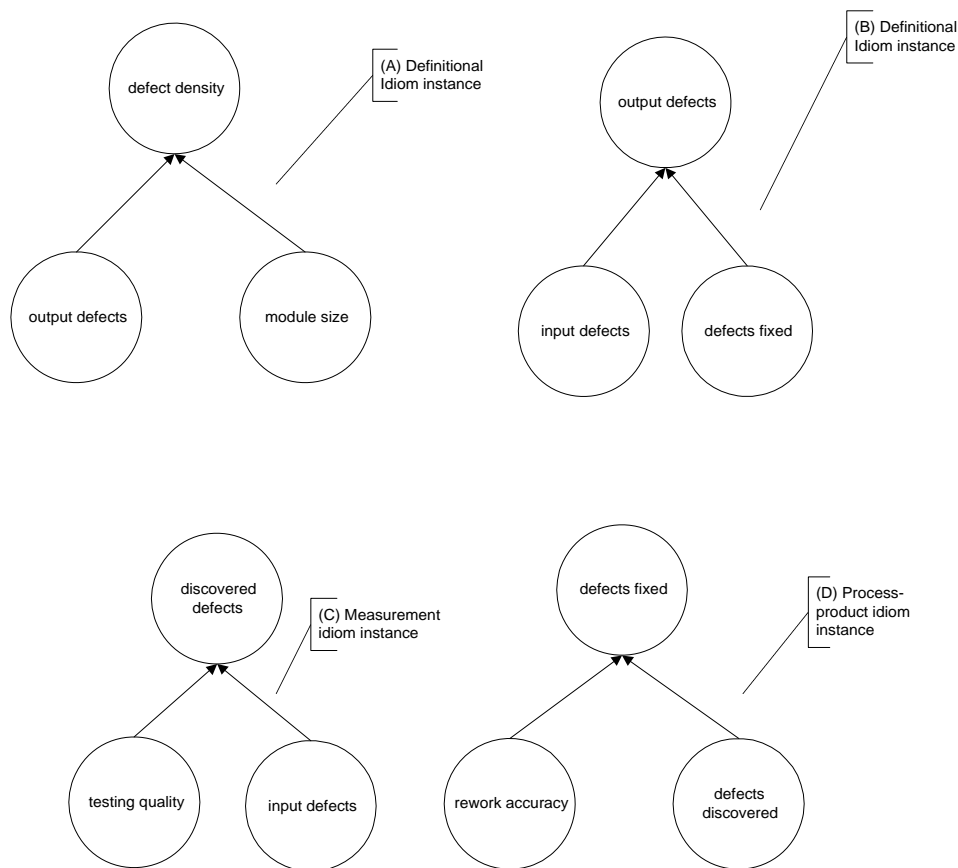 defect density
(A) Definitional
Idiom instance
output defects
module size
(B) Definitional
Idiom instance
output defects
input defects
defects fixed
discovered
defects
(C) Measurement
idiom instance
testing quality
input defects
defects fixed
(D) Process-
product idiom
instance
rework accuracy
defects
discovered